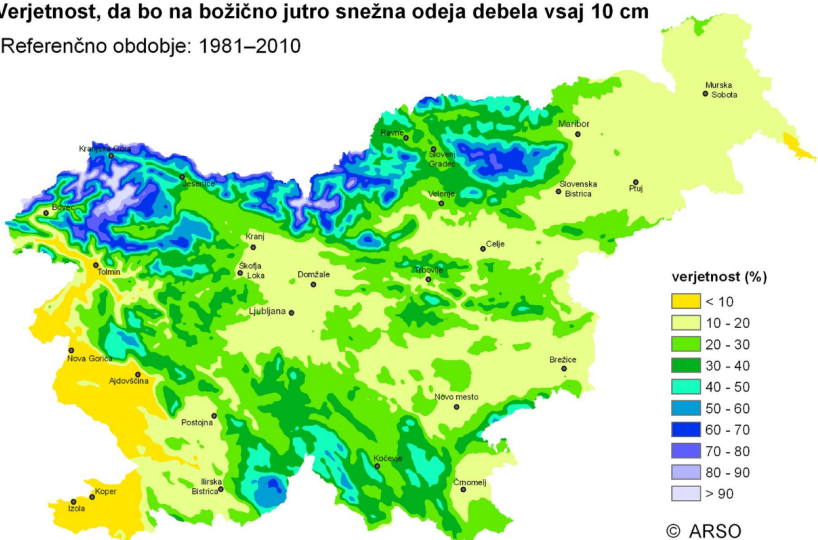 Verjetnost, da bo na božično jutro snežna odeja debela vsaj 10 cm
Referenčno obdobje: 1981–2010
Murska
Sobota
Maribor
Ravne
Kranjska Gora
Slovenj
Gradec
Jesenice
Slovenska
Bistrica
Ptuj
Velenje
Bovec
Kranj
Celje
Tolmin
Škofja
Loka
Domžale
Trbovlje
verjetnost (%)
< 10
Ljubljana
10 - 20
20 - 30
Nova Gorica
Brežice
30 - 40
Ajdovščina
40 - 50
Novo mesto
50 - 60
Postojna
60 - 70
70 - 80
Kočevje
80 - 90
Ilirska
Bistrica
Črnomelj
> 90
Koper
Izola
© ARSO